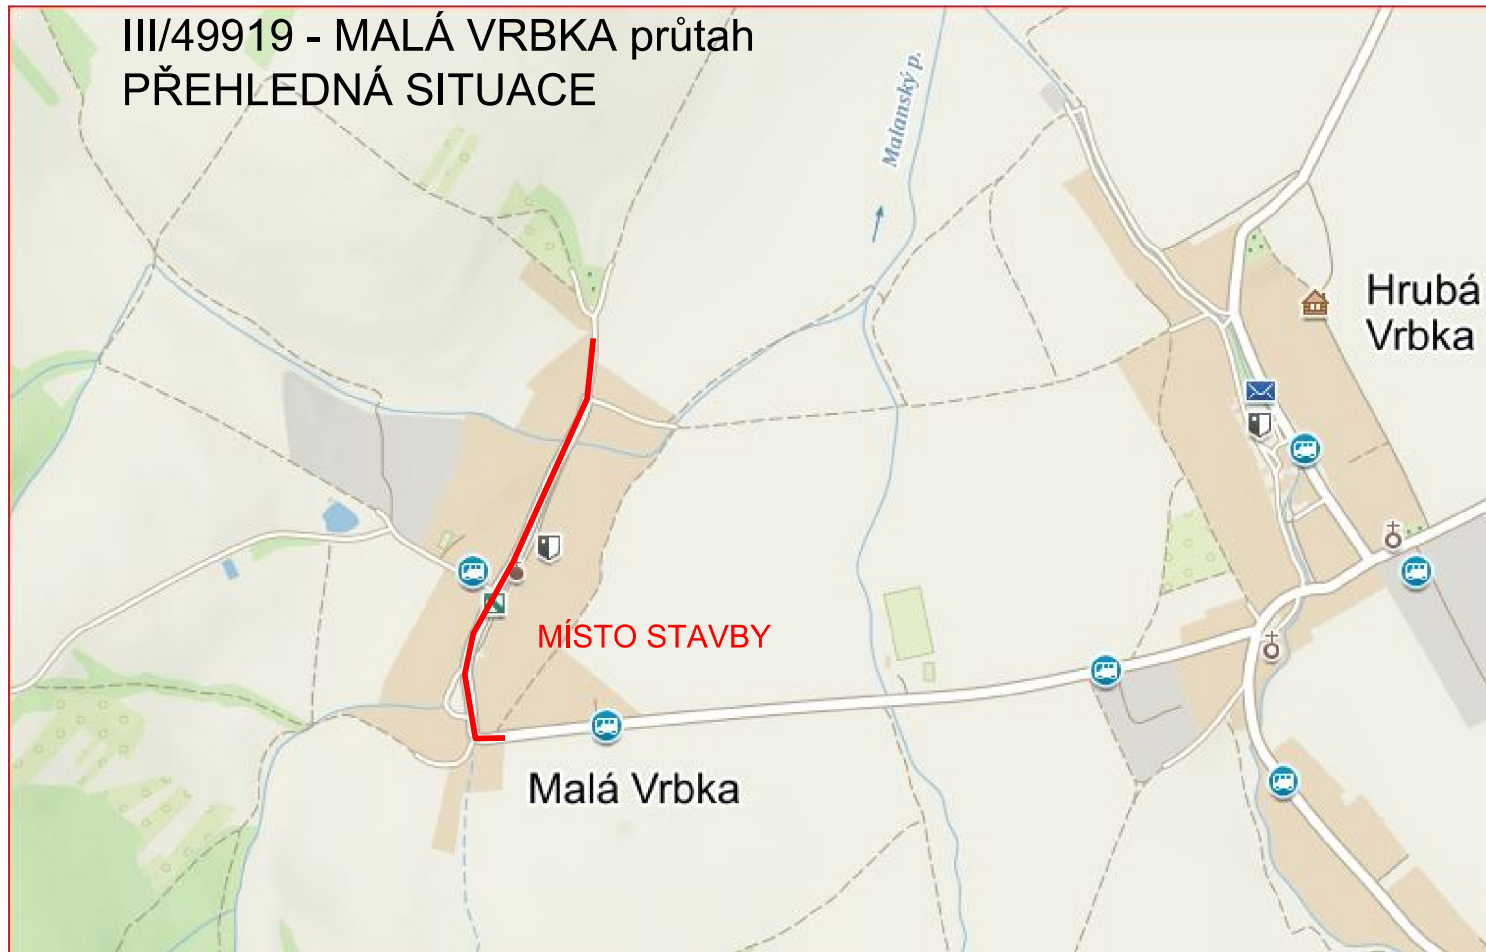 III/49919 - MALÁ VRBKA průtah
PŘEHLEDNÁ SITUACE
Malanský p.
Hrubá
Vrbka
MÍSTO STAVBY
Malá Vrbka